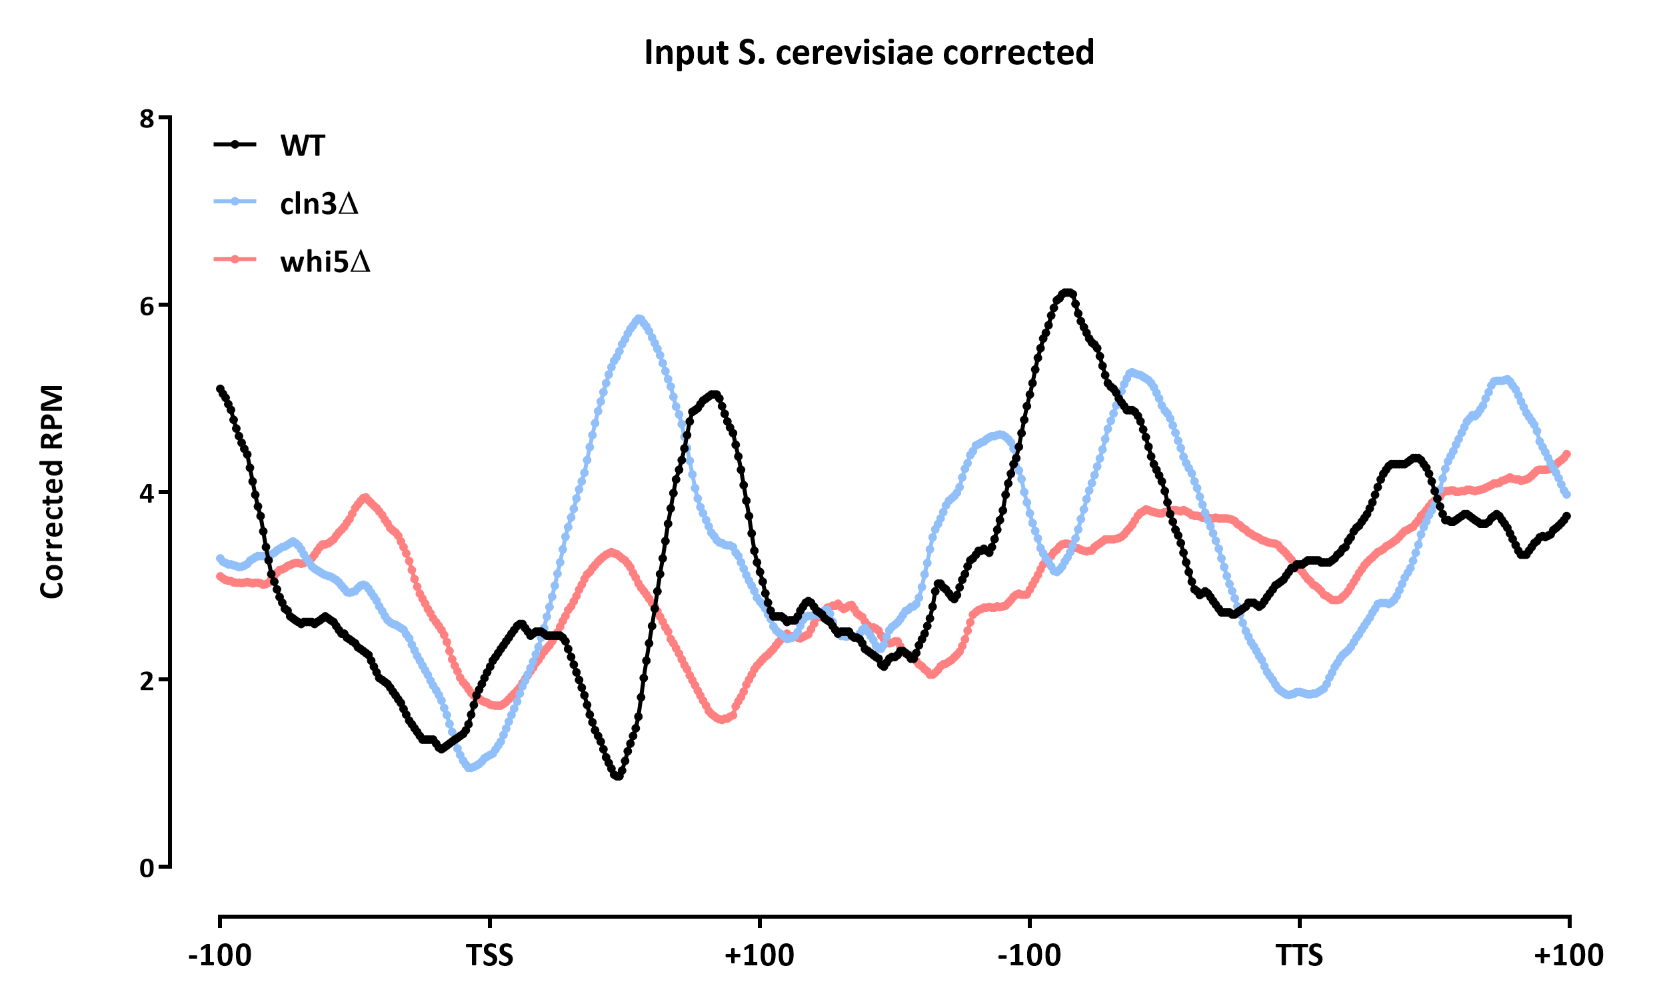 Input S. cerevisiae corrected
8
6
4
2
0
Corrected RPM
WT
cln3Δ
whi5Δ
-100
TSS
+100
-100
TTS
+100